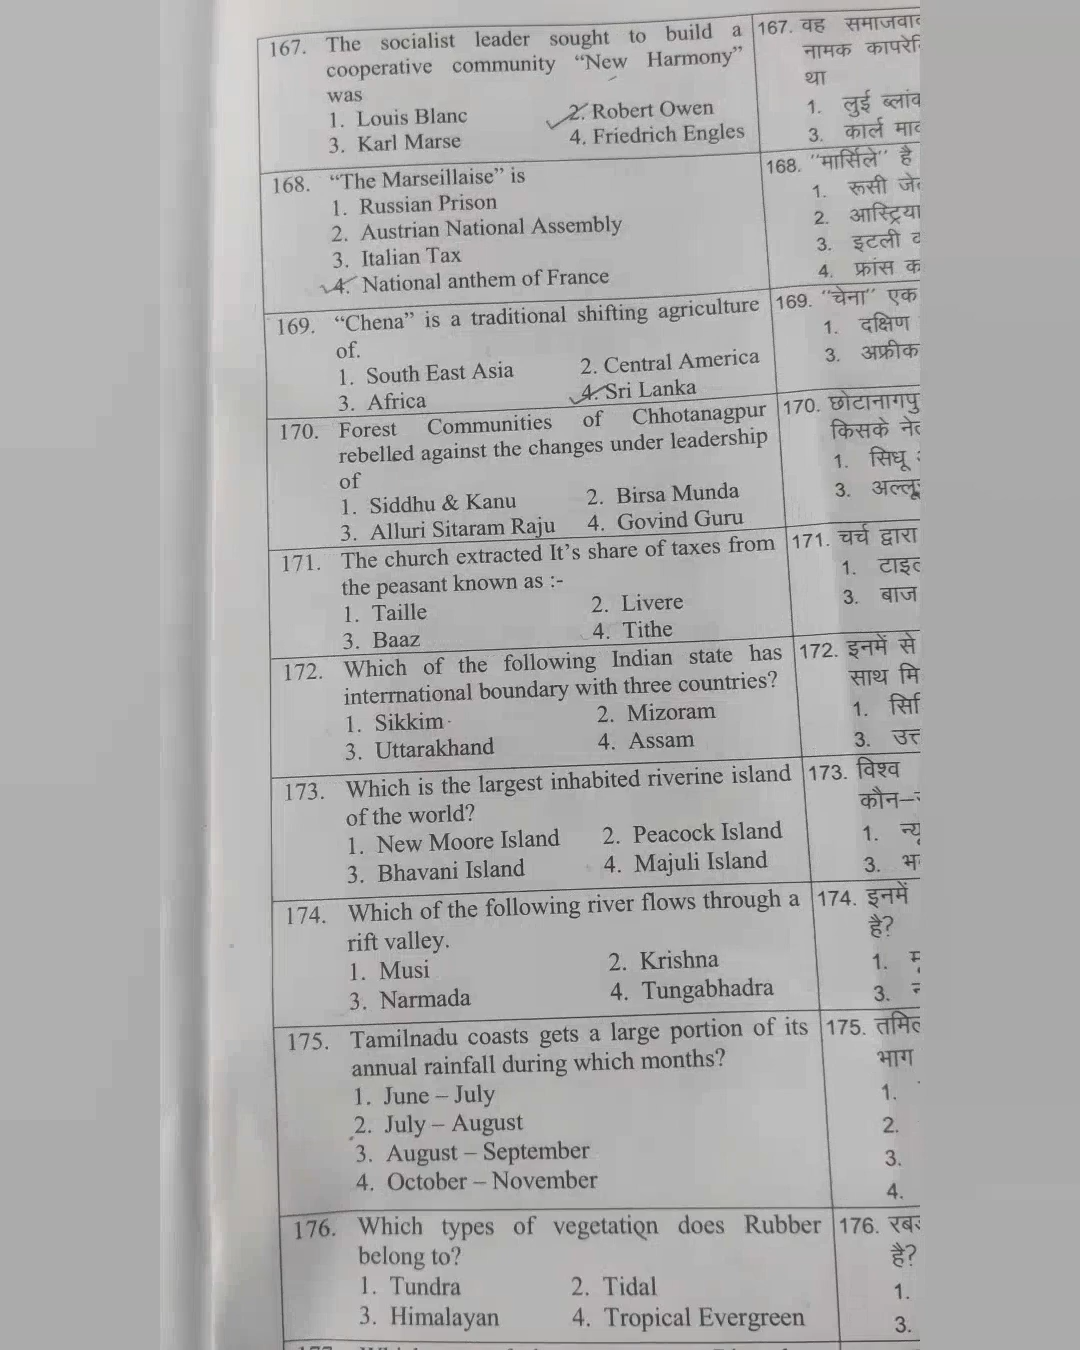 167. The socialist leader sought to build a
cooperative community “New Harmony”
was
1. Louis Blanc 2. Robert Owen
3. Karl Marse 4. Friedrich Engles
168. “The Marseillaise” is
1. Russian Prison
2. Austrian National Assembly
3. Italian Tax
4. National anthem of France
169. “Chena” is a traditional shifting agriculture
of.
1. South East Asia 2. Central America
3. Africa 4. Sri Lanka
170. Forest Communities of Chhotanagpur
rebelled against the changes under leadership
of
1. Siddhu & Kanu 2. Birsa Munda
3. Alluri Sitaram Raju 4. Govind Guru
171. The church extracted It’s share of taxes from
the peasant known as :-
1. Taille 2. Livere
3. Baaz 4. Tithe
172. Which of the following Indian state has
interrnational boundary with three countries?
1. Sikkim 2. Mizoram
3. Uttarakhand 4. Assam
173. Which is the largest inhabited riverine island
of the world?
1. New Moore Island 2. Peacock Island
3. Bhavani Island 4. Majuli Island
174. Which of the following river flows through a
rift valley.
1. Musi 2. Krishna
3. Narmada 4. Tungabhadra
175. Tamilnadu coasts gets a large portion of its
annual rainfall during which months?
1. June – July
2. July – August
3. August – September
4. October – November
176. Which types of vegetation does Rubber
belong to?
1. Tundra 2. Tidal
3. Himalayan 4. Tropical Evergreen
167. वह
नामक
था
1. लुई
3. कार्ल
168. "मार्सिले" है
1. रूसी
2.
3. इटली
4. फ्रांस
169. "चेना" एक
1. दक्षिण
3.
170.
किसके
1. सिधू
3.
171. चर्च द्वारा
1.
3. बाज
172. इनमें से
साथ
1.
3.
173. विश्व
1.
3.
174. इनमें
है?
1.
3.
175.
भाग
1.
2.
3.
4.
176.
है?
1.
3.